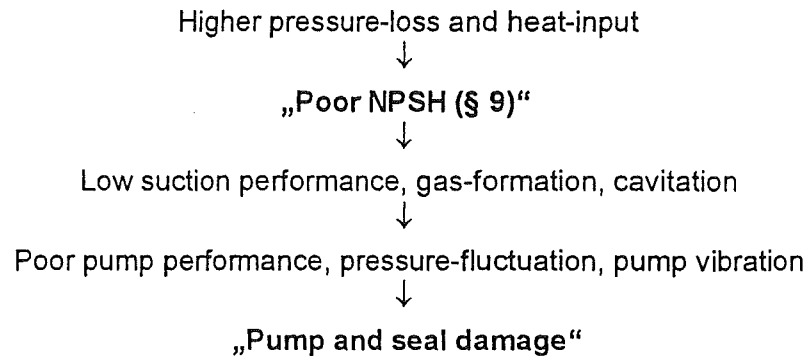 Higher pressure-loss and heat-input
↓
„Poor NPSH (§ 9)“
↓
Low suction performance, gas-formation, cavitation
↓
Poor pump performance, pressure-fluctuation, pump vibration
↓
„Pump and seal damage“